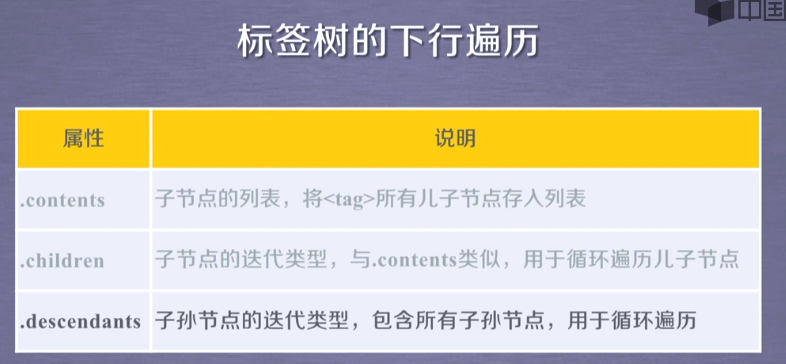 中国
标签树的下行遍历
属性 说明
.contents 子节点的列表，将<tag>所有儿子节点存入列表
.children 子节点的迭代类型，与.contents类似，用于循环遍历儿子节点
.descendants 子孙节点的迭代类型，包含所有子孙节点，用于循环遍历